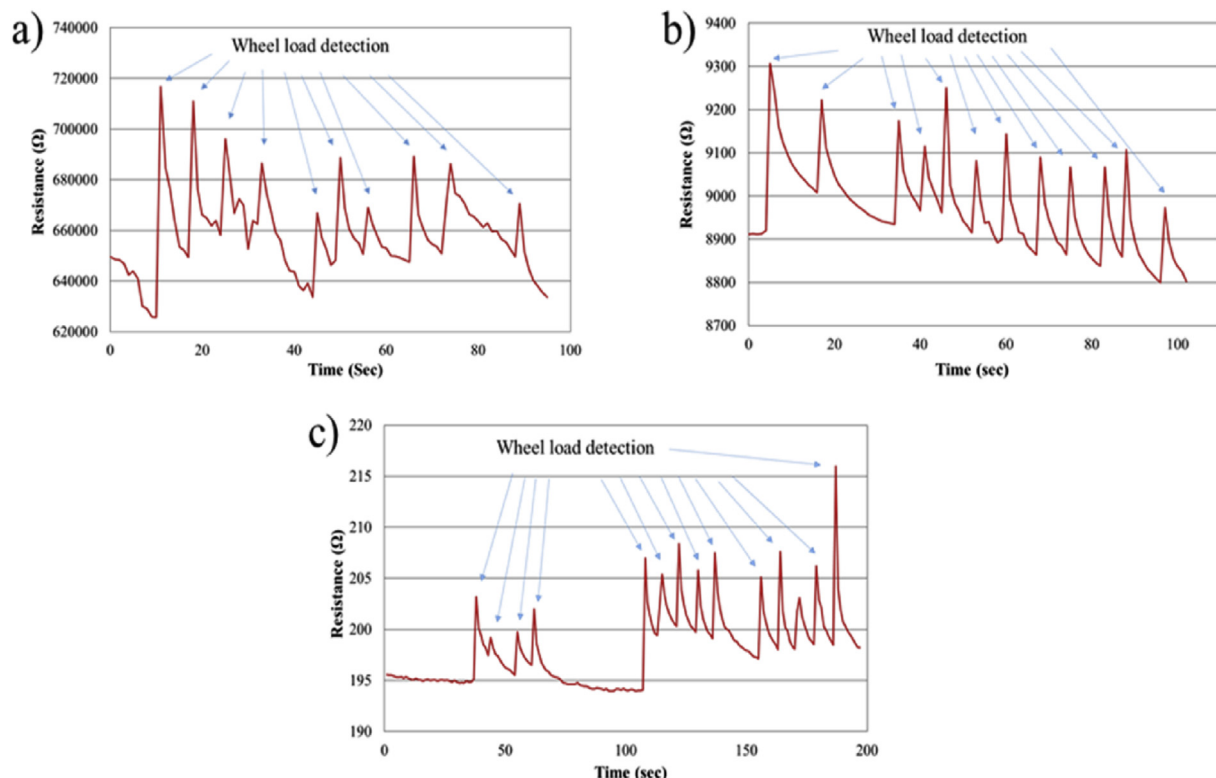 a)
740000
720000
700000
680000
660000
640000
620000
Resistance (Ω)
Wheel load detection
0 20 40 60 80 100
Time (Sec)
b)
9400
9300
9200
9100
9000
8900
8800
8700
Resistance (Ω)
Wheel load detection
0 20 40 60 80 100
Time (sec)
c)
220
215
210
205
200
195
190
Resistance (Ω)
Wheel load detection
0 50 100 150 200
Time (sec)